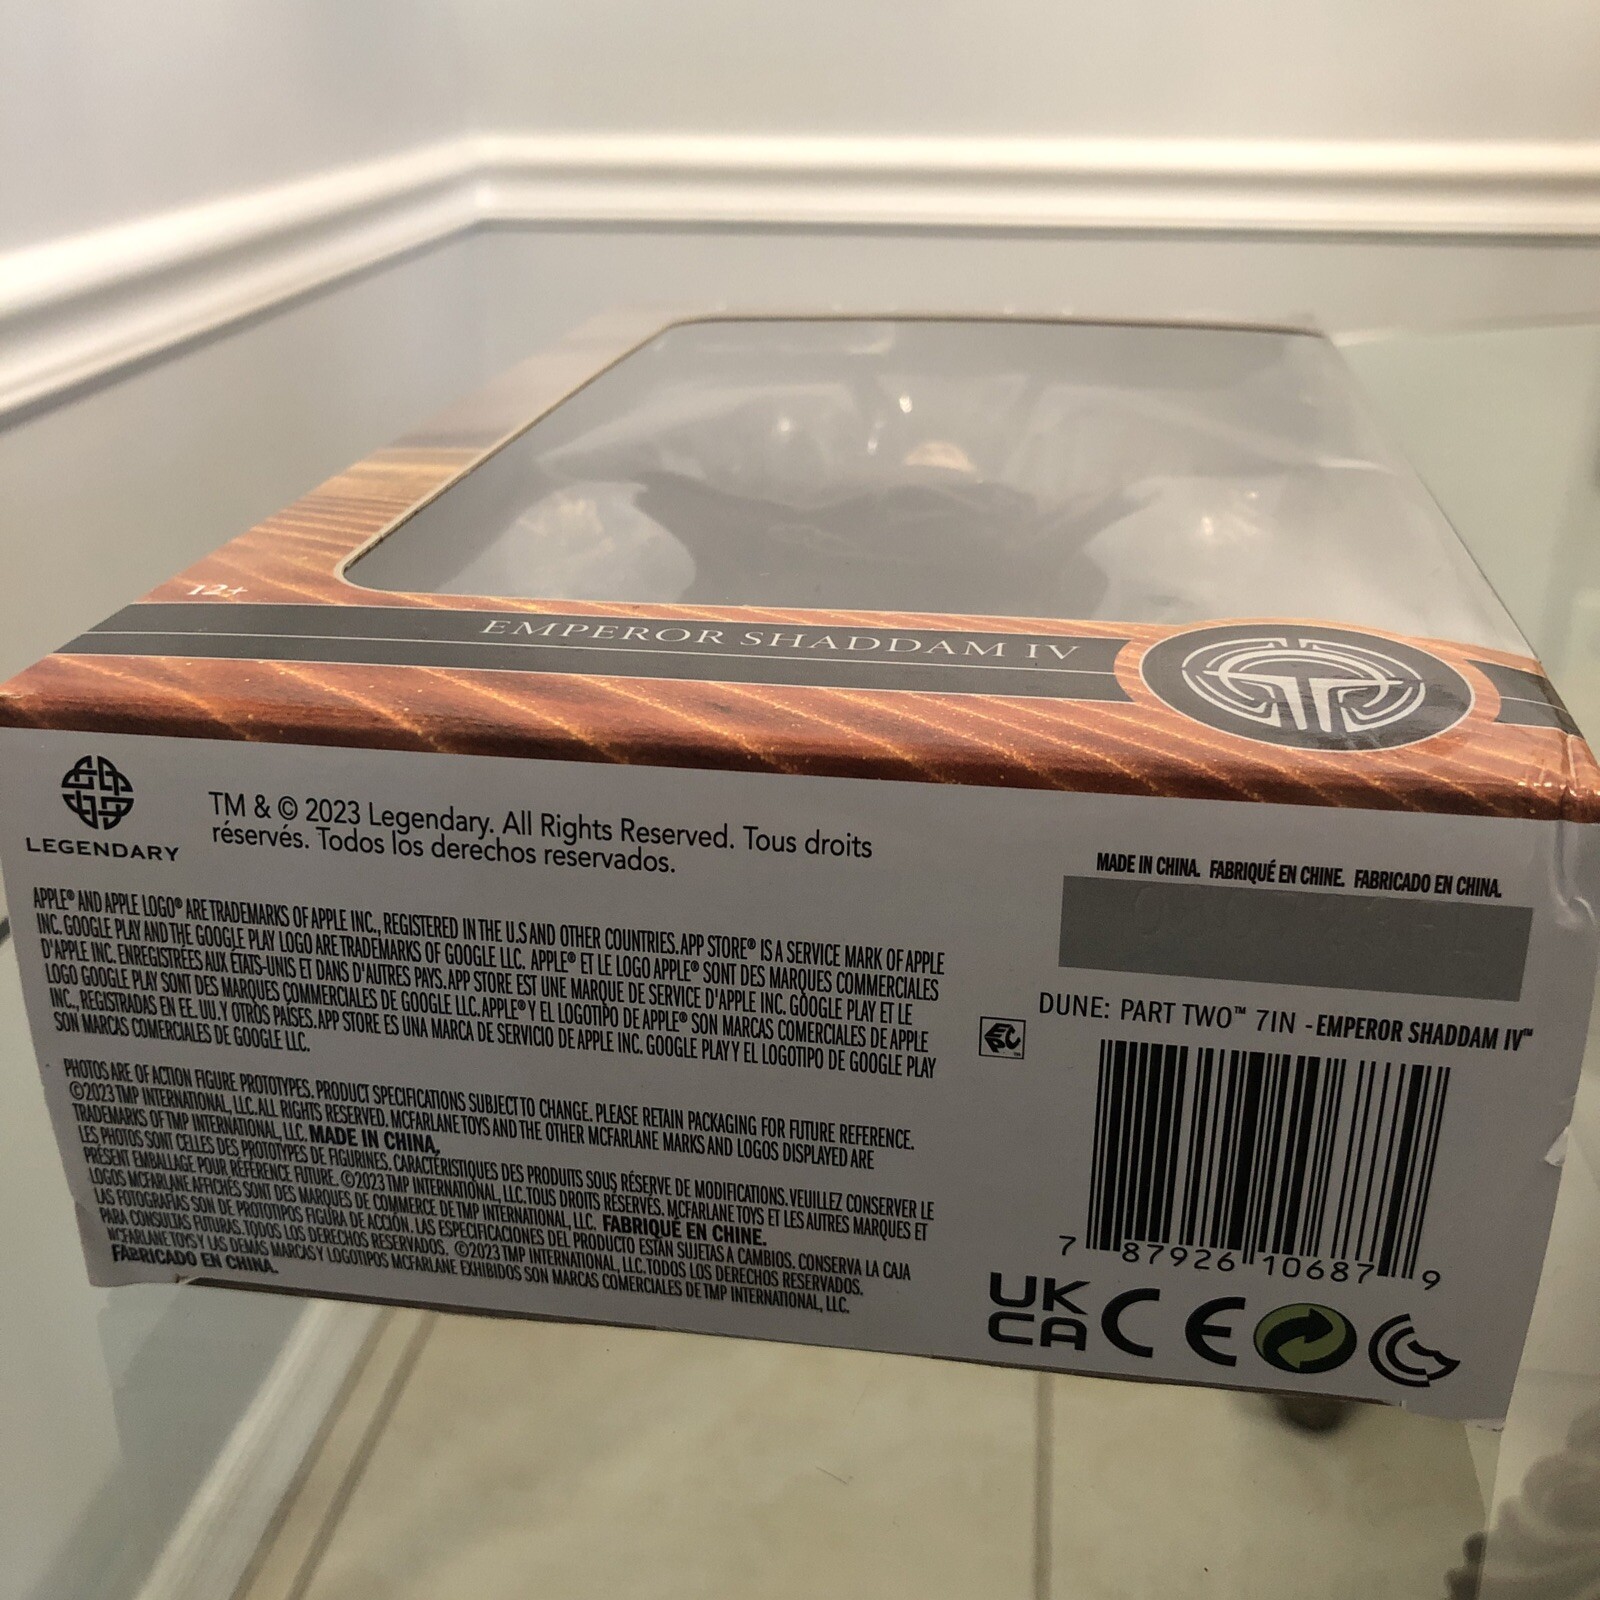 12+
EMPEROR SHADDAM IV
LEGENDARY
TM & © 2023 Legendary. All Rights Reserved. Tous droits
réservés. Todos los derechos reservados.
APPLE® AND APPLE LOGO® ARE TRADEMARKS OF APPLE INC., REGISTERED IN THE U.S AND OTHER COUNTRIES. APP STORE® IS A SERVICE MARK OF APPLE
INC. GOOGLE PLAY AND THE GOOGLE PLAY LOGO ARE TRADEMARKS OF GOOGLE LLC. APPLE® ET LE LOGO APPLE® SONT DES MARQUES COMMERCIALES
D'APPLE INC. ENREGISTRÉES AUX ÉTATS-UNIS ET DANS D'AUTRES PAYS. APP STORE EST UNE MARQUE DE SERVICE D'APPLE INC. GOOGLE PLAY ET LE
LOGO GOOGLE PLAY SONT DES MARQUES COMMERCIALES DE GOOGLE LLC. APPLE® Y EL LOGOTIPO DE APPLE® SON MARCAS COMERCIALES DE APPLE
INC., REGISTRADAS EN EE. UU. Y OTROS PAÍSES. APP STORE ES UNA MARCA DE SERVICIO DE APPLE INC. GOOGLE PLAY Y EL LOGOTIPO DE GOOGLE PLAY
SON MARCAS COMERCIALES DE GOOGLE LLC.
PHOTOS ARE OF ACTION FIGURE PROTOTYPES. PRODUCT SPECIFICATIONS SUBJECT TO CHANGE. PLEASE RETAIN PACKAGING FOR FUTURE REFERENCE.
©2023 TMP INTERNATIONAL, LLC. ALL RIGHTS RESERVED. MCFARLANE TOYS AND THE OTHER MCFARLANE MARKS AND LOGOS DISPLAYED ARE
TRADEMARKS OF TMP INTERNATIONAL, LLC. MADE IN CHINA.
LES PHOTOS SONT CELLES DES PROTOTYPES DE FIGURINES. CARACTÉRISTIQUES DES PRODUITS SOUS RÉSERVE DE MODIFICATIONS. VEUILLEZ CONSERVER LE
PRÉSENT EMBALLAGE POUR RÉFÉRENCE FUTURE. ©2023 TMP INTERNATIONAL, LLC. TOUS DROITS RÉSERVÉS. MCFARLANE TOYS ET LES AUTRES MARQUES ET
LOGOS MCFARLANE AFFICHÉS SONT DES MARQUES DE COMMERCE DE TMP INTERNATIONAL, LLC. FABRIQUÉ EN CHINE.
LAS FOTOGRAFÍAS SON DE PROTOTIPOS FIGURA DE ACCIÓN. LAS ESPECIFICACIONES DEL PRODUCTO ESTÁN SUJETAS A CAMBIOS. CONSERVA LA CAJA
PARA CONSULTAS FUTURAS. TODOS LOS DERECHOS RESERVADOS. ©2023 TMP INTERNATIONAL, LLC. TODOS LOS DERECHOS RESERVADOS.
MCFARLANE TOYS Y LAS DEMÁS MARCAS Y LOGOTIPOS MCFARLANE EXHIBIDOS SON MARCAS COMERCIALES DE TMP INTERNATIONAL, LLC.
FABRICADO EN CHINA.
MADE IN CHINA. FABRIQUÉ EN CHINE. FABRICADO EN CHINA.
DUNE: PART TWO™ 7IN - EMPEROR SHADDAM IV™
7 87926 10687 9
UK
CA CE